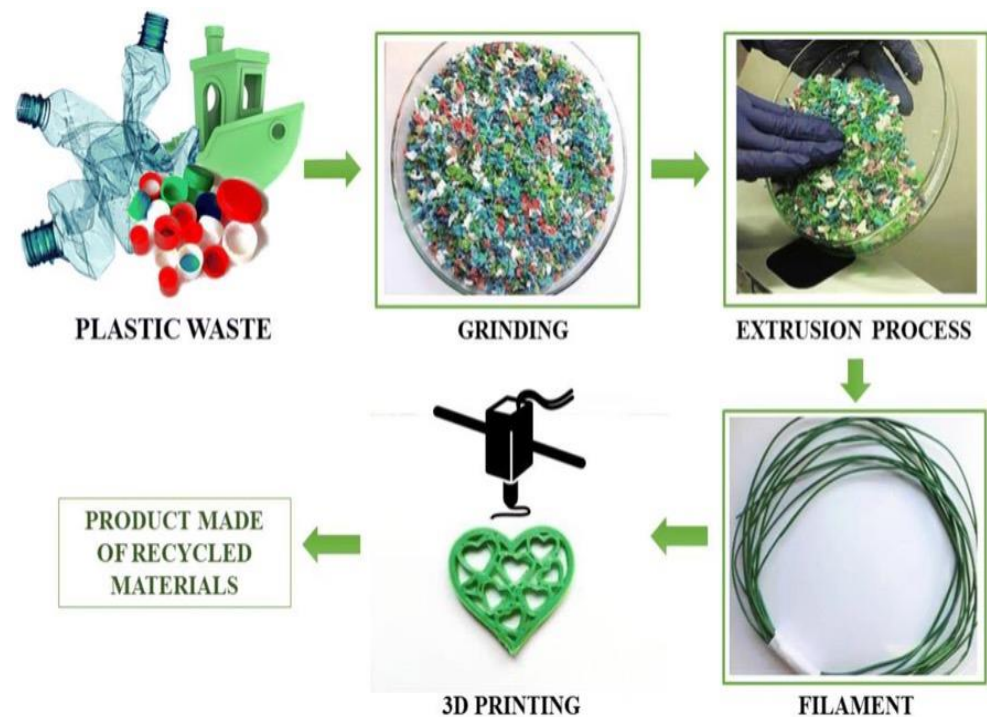 PLASTIC WASTE
GRINDING
EXTRUSION PROCESS
PRODUCT MADE
OF RECYCLED
MATERIALS
3D PRINTING
FILAMENT